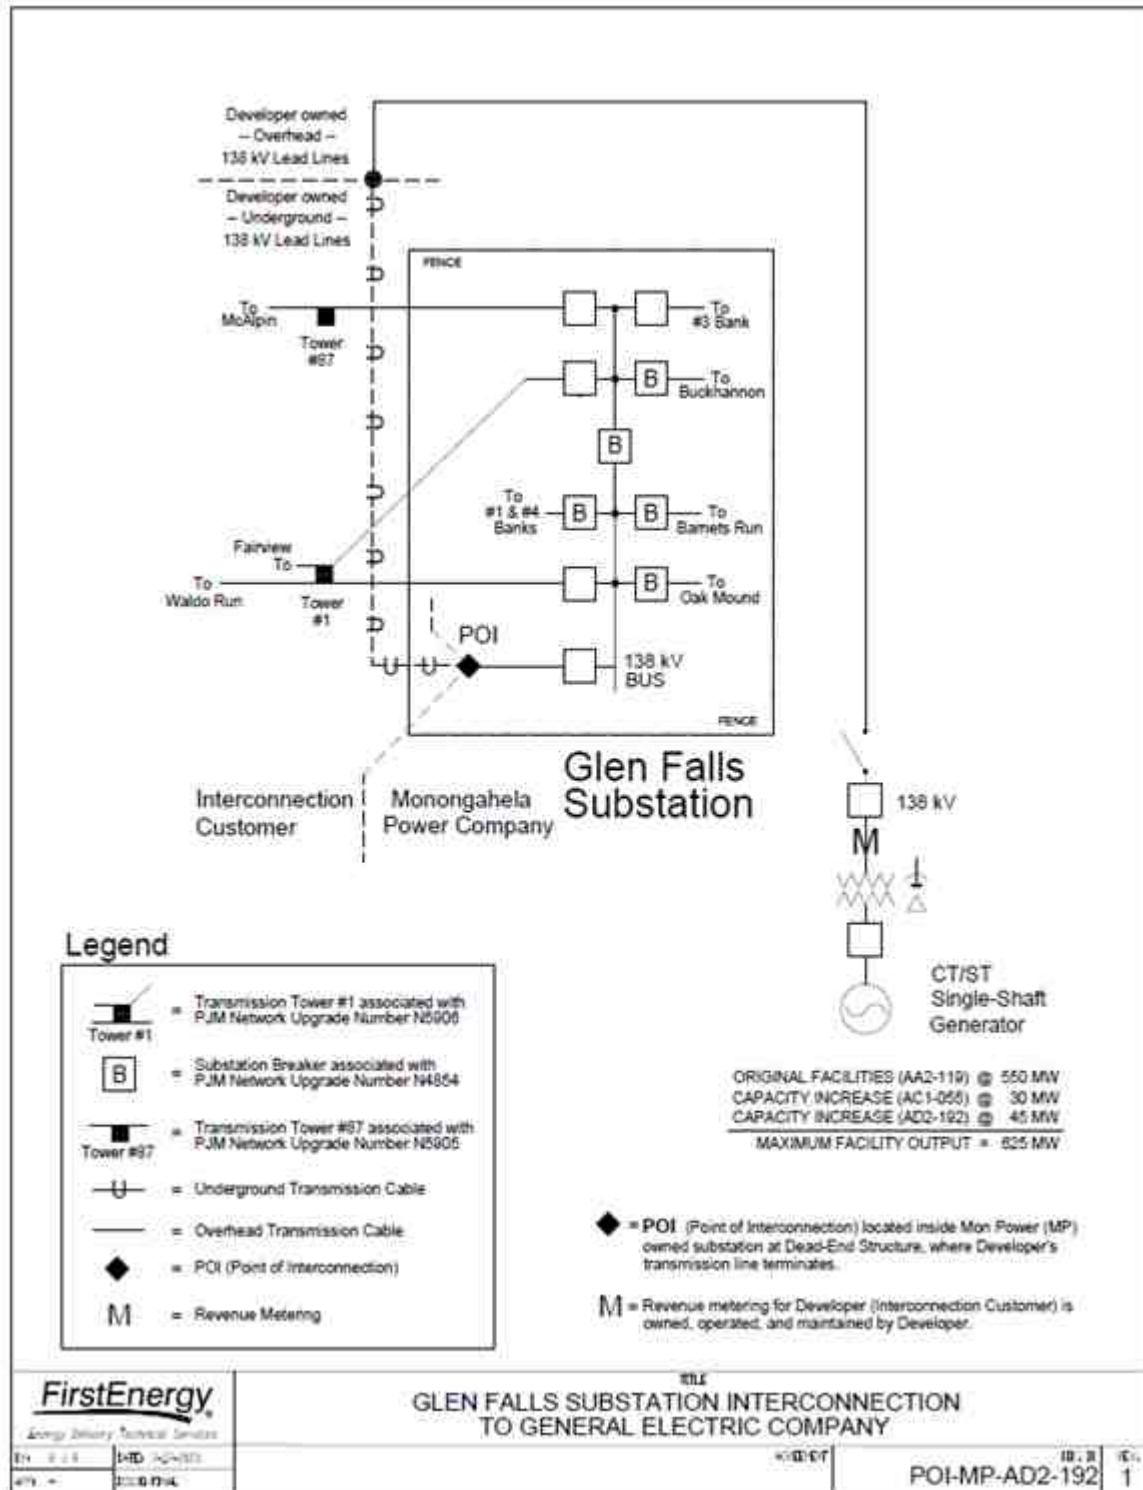 Developer owned
-- Overhead --
138 kV Lead Lines
Developer owned
-- Underground --
138 kV Lead Lines
FENCE
To
McAlpin
Tower
#87
To
#3 Bank
B
To
Buckhannon
B
To
#1 & #4
Banks
B
B
To
Barnets Run
Fairview
To
To
Waldo Run
Tower
#1
B
To
Oak Mound
POI
138 kV
BUS
FENCE
Glen Falls
Substation
Interconnection
Customer
Monongahela
Power Company
138 kV
M
CT/ST
Single-Shaft
Generator
ORIGINAL FACILITIES (AA2-119) @ 550 MW
CAPACITY INCREASE (AC1-055) @ 30 MW
CAPACITY INCREASE (AD2-192) @ 45 MW
MAXIMUM FACILITY OUTPUT = 625 MW
Legend
Tower #1
= Transmission Tower #1 associated with
PJM Network Upgrade Number N5906
B
= Substation Breaker associated with
PJM Network Upgrade Number N4854
Tower #87
= Transmission Tower #87 associated with
PJM Network Upgrade Number N5905
U = Underground Transmission Cable
= Overhead Transmission Cable
= POI (Point of Interconnection)
M = Revenue Metering
= POI (Point of Interconnection) located inside Mon Power (MP)
owned substation at Dead-End Structure, where Developer's
transmission line terminates.
M = Revenue metering for Developer (Interconnection Customer) is
owned, operated, and maintained by Developer.
FirstEnergy
Energy Delivery Technical Services
TITLE
GLEN FALLS SUBSTATION INTERCONNECTION
TO GENERAL ELECTRIC COMPANY
POI-MP-AD2-192
1